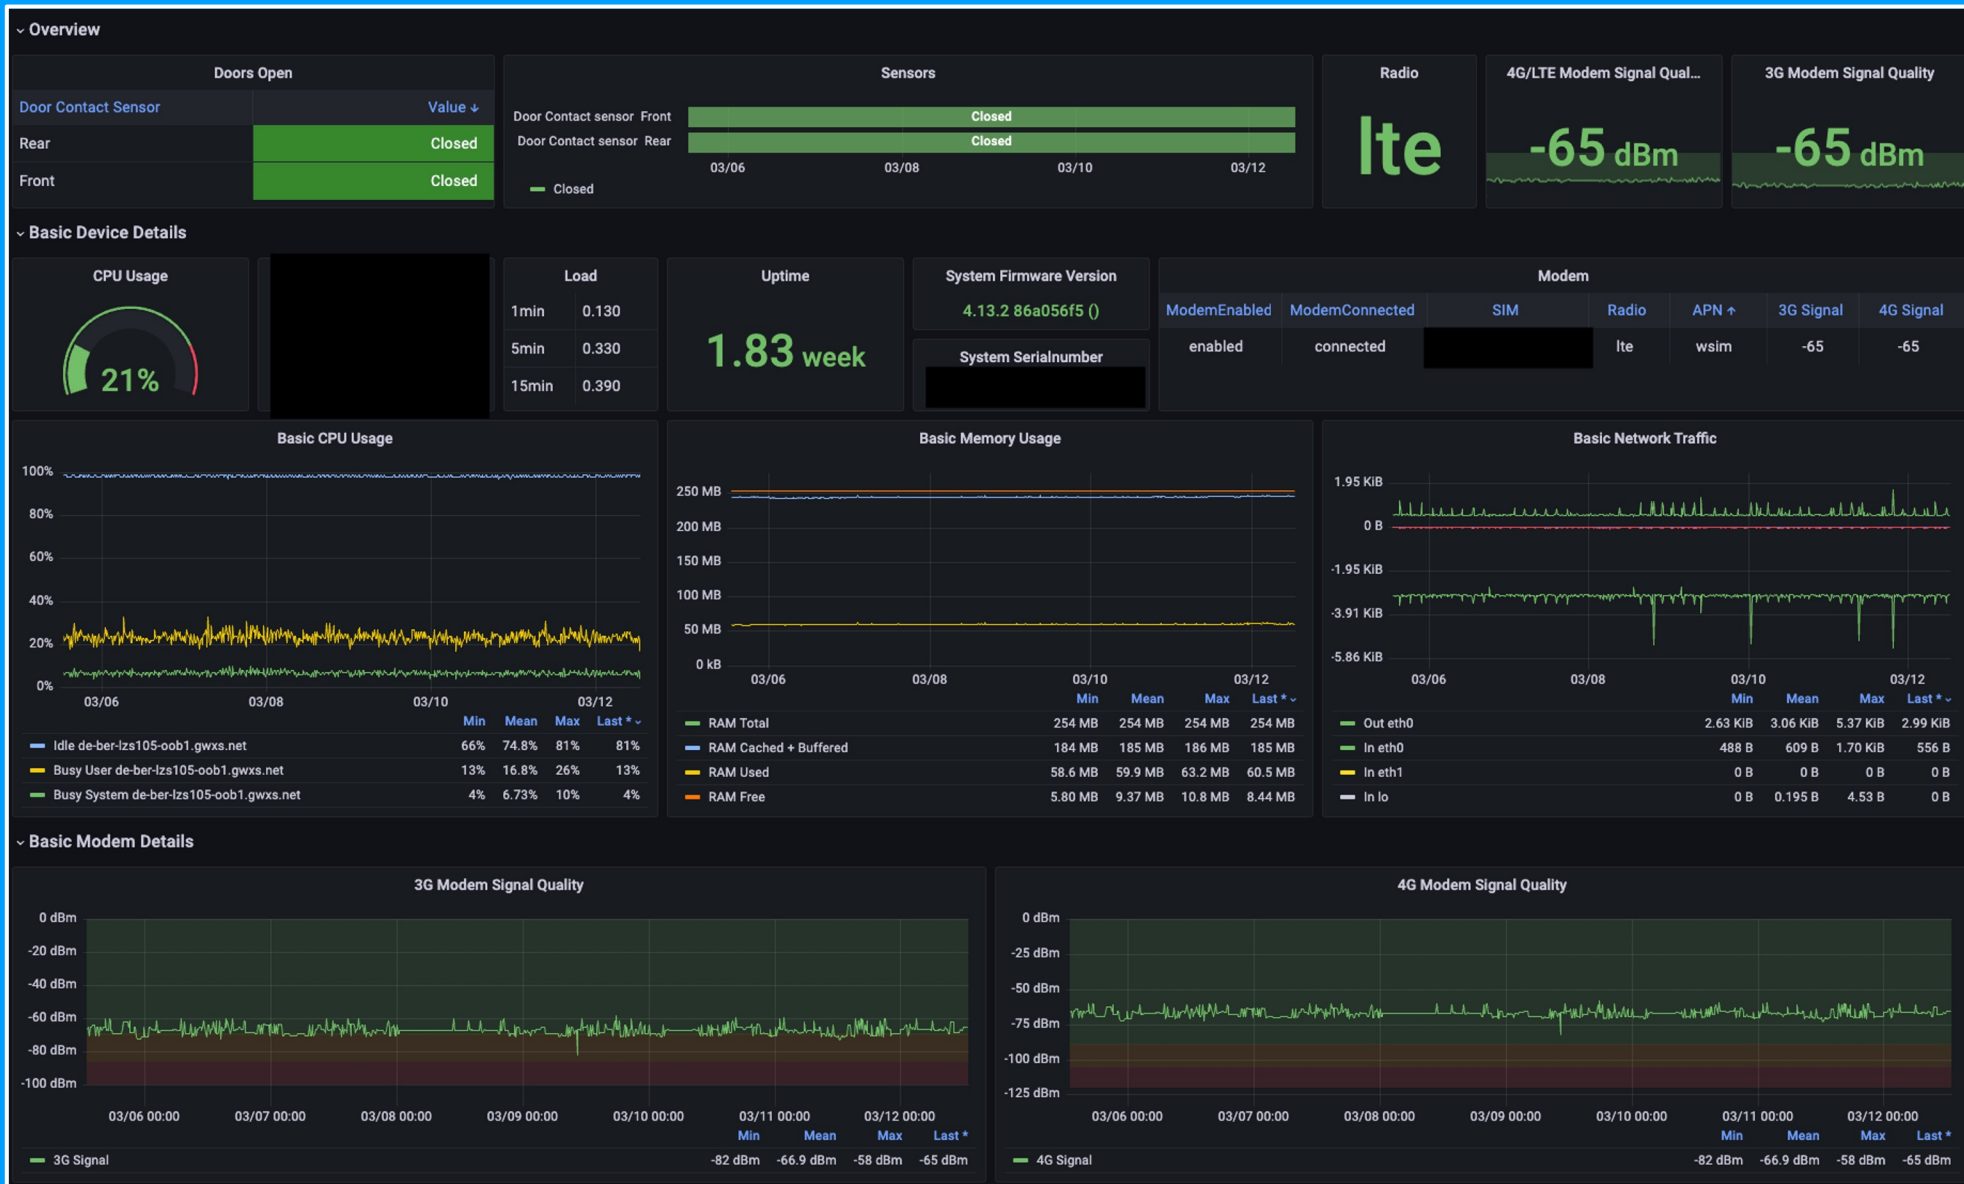 Overview
Doors Open
Door Contact Sensor Value ↓
Rear Closed
Front Closed
Sensors
Door Contact sensor Front Closed
Door Contact sensor Rear Closed
03/06 03/08 03/10 03/12
Closed
Radio
lte
4G/LTE Modem Signal Qual...
-65 dBm
3G Modem Signal Quality
-65 dBm
Basic Device Details
CPU Usage
21%
Load
1min 0.130
5min 0.330
15min 0.390
Uptime
1.83 week
System Firmware Version
4.13.2 86a056f5 ()
System Serialnumber
Modem
ModemEnabled ModemConnected SIM Radio APN ↑ 3G Signal 4G Signal
enabled connected lte wsim -65 -65
Basic CPU Usage
100%
80%
60%
40%
20%
0%
03/06 03/08 03/10 03/12
Min Mean Max Last *
Idle de-ber-lzs105-oob1.gwxs.net 66% 74.8% 81% 81%
Busy User de-ber-lzs105-oob1.gwxs.net 13% 16.8% 26% 13%
Busy System de-ber-lzs105-oob1.gwxs.net 4% 6.73% 10% 4%
Basic Memory Usage
250 MB
200 MB
150 MB
100 MB
50 MB
0 kB
03/06 03/08 03/10 03/12
Min Mean Max Last *
RAM Total 254 MB 254 MB 254 MB 254 MB
RAM Cached + Buffered 184 MB 185 MB 186 MB 185 MB
RAM Used 58.6 MB 59.9 MB 63.2 MB 60.5 MB
RAM Free 5.80 MB 9.37 MB 10.8 MB 8.44 MB
Basic Network Traffic
1.95 KiB
0 B
-1.95 KiB
-3.91 KiB
-5.86 KiB
03/06 03/08 03/10 03/12
Min Mean Max Last *
Out eth0 2.63 KiB 3.06 KiB 5.37 KiB 2.99 KiB
In eth0 488 B 609 B 1.70 KiB 556 B
In eth1 0 B 0 B 0 B 0 B
In lo 0 B 0.195 B 4.53 B 0 B
Basic Modem Details
3G Modem Signal Quality
0 dBm
-20 dBm
-40 dBm
-60 dBm
-80 dBm
-100 dBm
03/06 00:00 03/07 00:00 03/08 00:00 03/09 00:00 03/10 00:00 03/11 00:00 03/12 00:00
Min Mean Max Last *
3G Signal -82 dBm -66.9 dBm -58 dBm -65 dBm
4G Modem Signal Quality
0 dBm
-25 dBm
-50 dBm
-75 dBm
-100 dBm
-125 dBm
03/06 00:00 03/07 00:00 03/08 00:00 03/09 00:00 03/10 00:00 03/11 00:00 03/12 00:00
Min Mean Max Last *
4G Signal -82 dBm -66.9 dBm -58 dBm -65 dBm